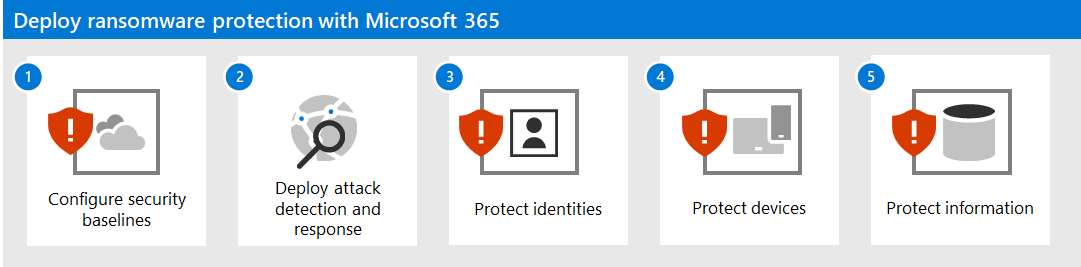 Deploy ransomware protection with Microsoft 365
1
Configure security
baselines
2
Deploy attack
detection and
response
3
Protect identities
4
Protect devices
5
Protect information